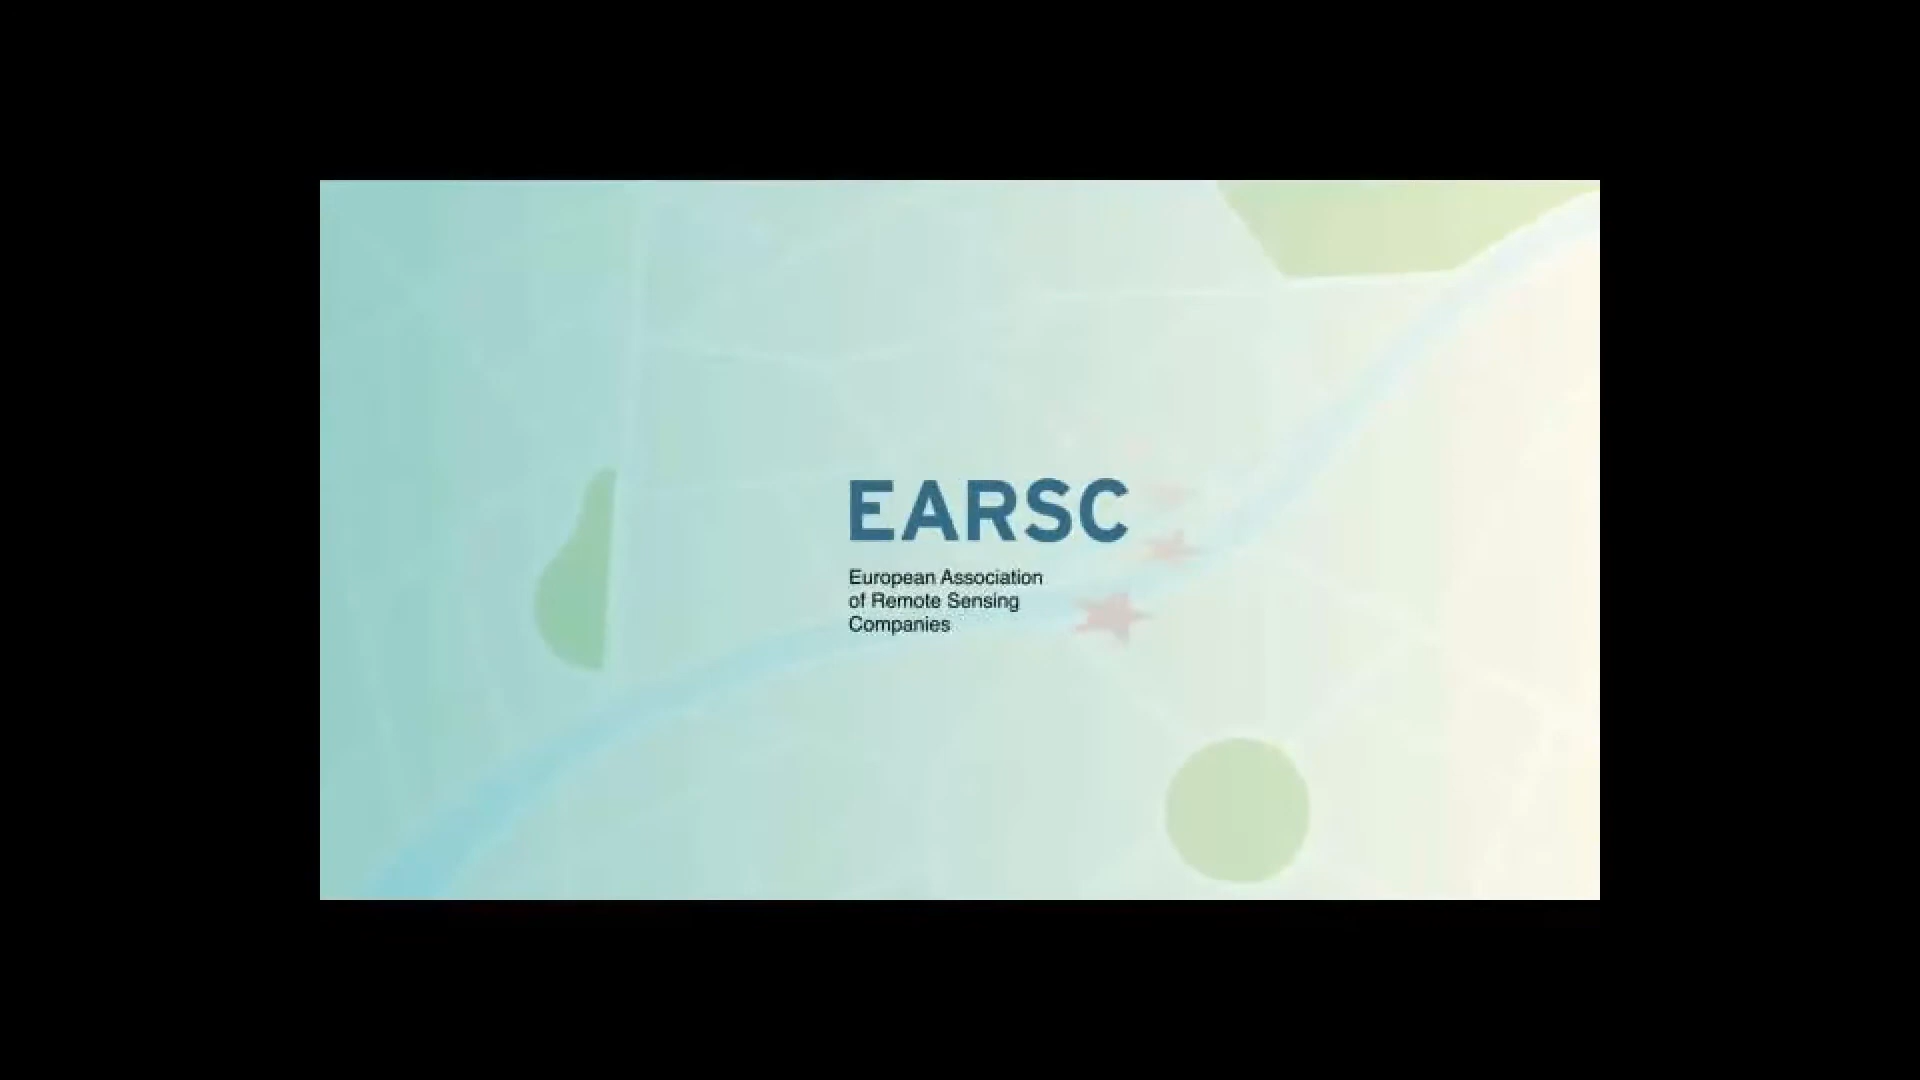 EARSC
European Association
of Remote Sensing
Companies